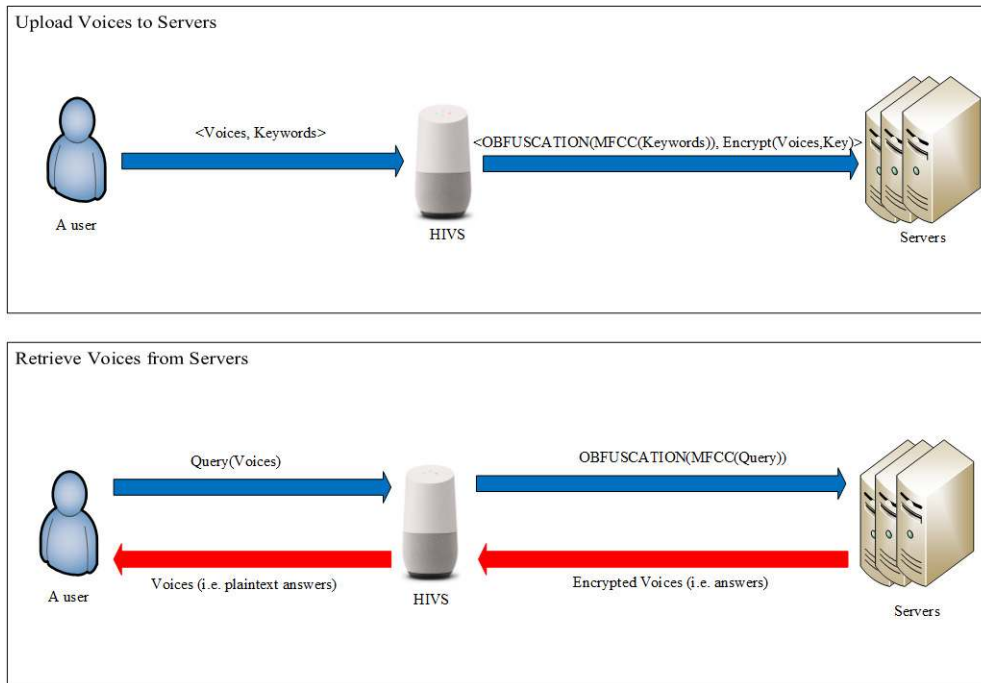 Upload Voices to Servers
<Voices, Keywords>
<OBFUSCATION(MFCC(Keywords)), Encrypt(Voices,Key)>
A user
HIVS
Servers
Retrieve Voices from Servers
Query(Voices)
OBFUSCATION(MFCC(Query))
Voices (i.e. plaintext answers)
Encrypted Voices (i.e. answers)
A user
HIVS
Servers